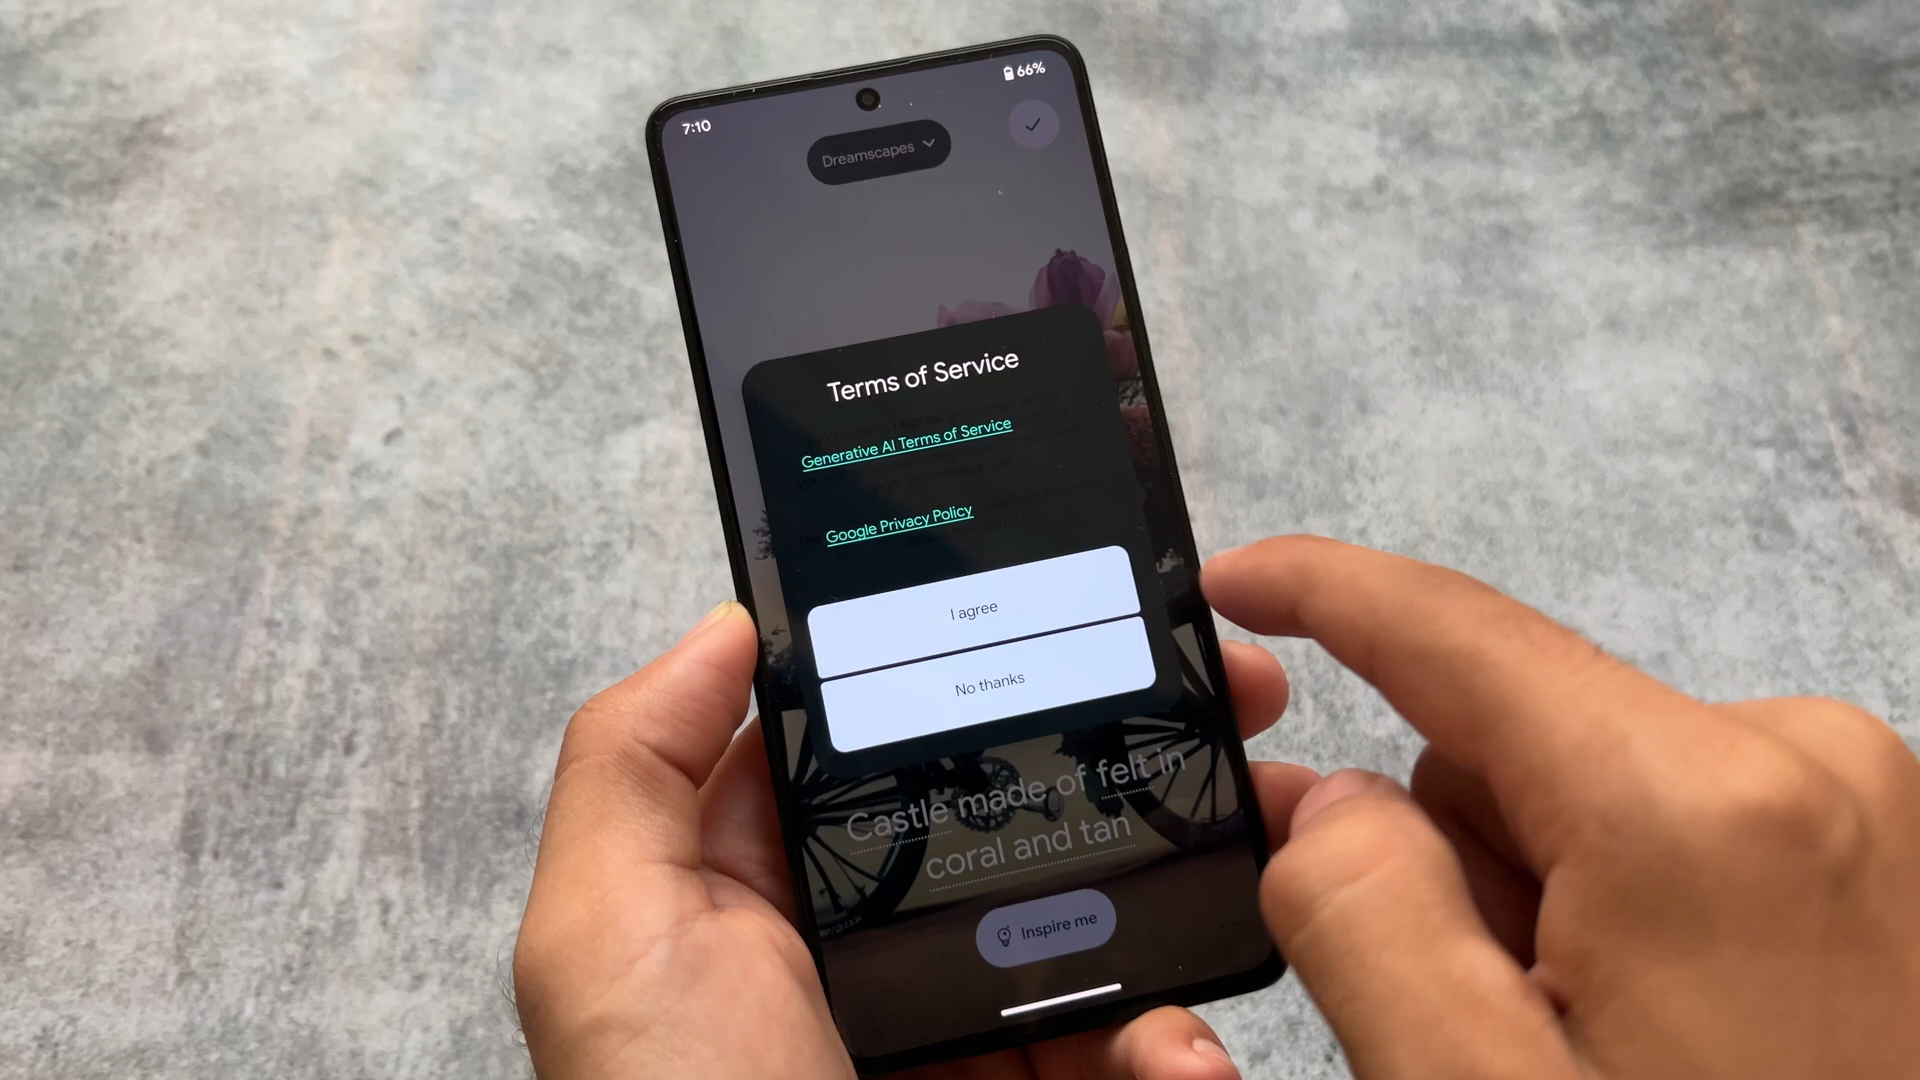 7:10
66%
Dreamscapes
Terms of Service
Generative AI Terms of Service
Google Privacy Policy
I agree
No thanks
Castle made of felt in
coral and tan
Inspire me